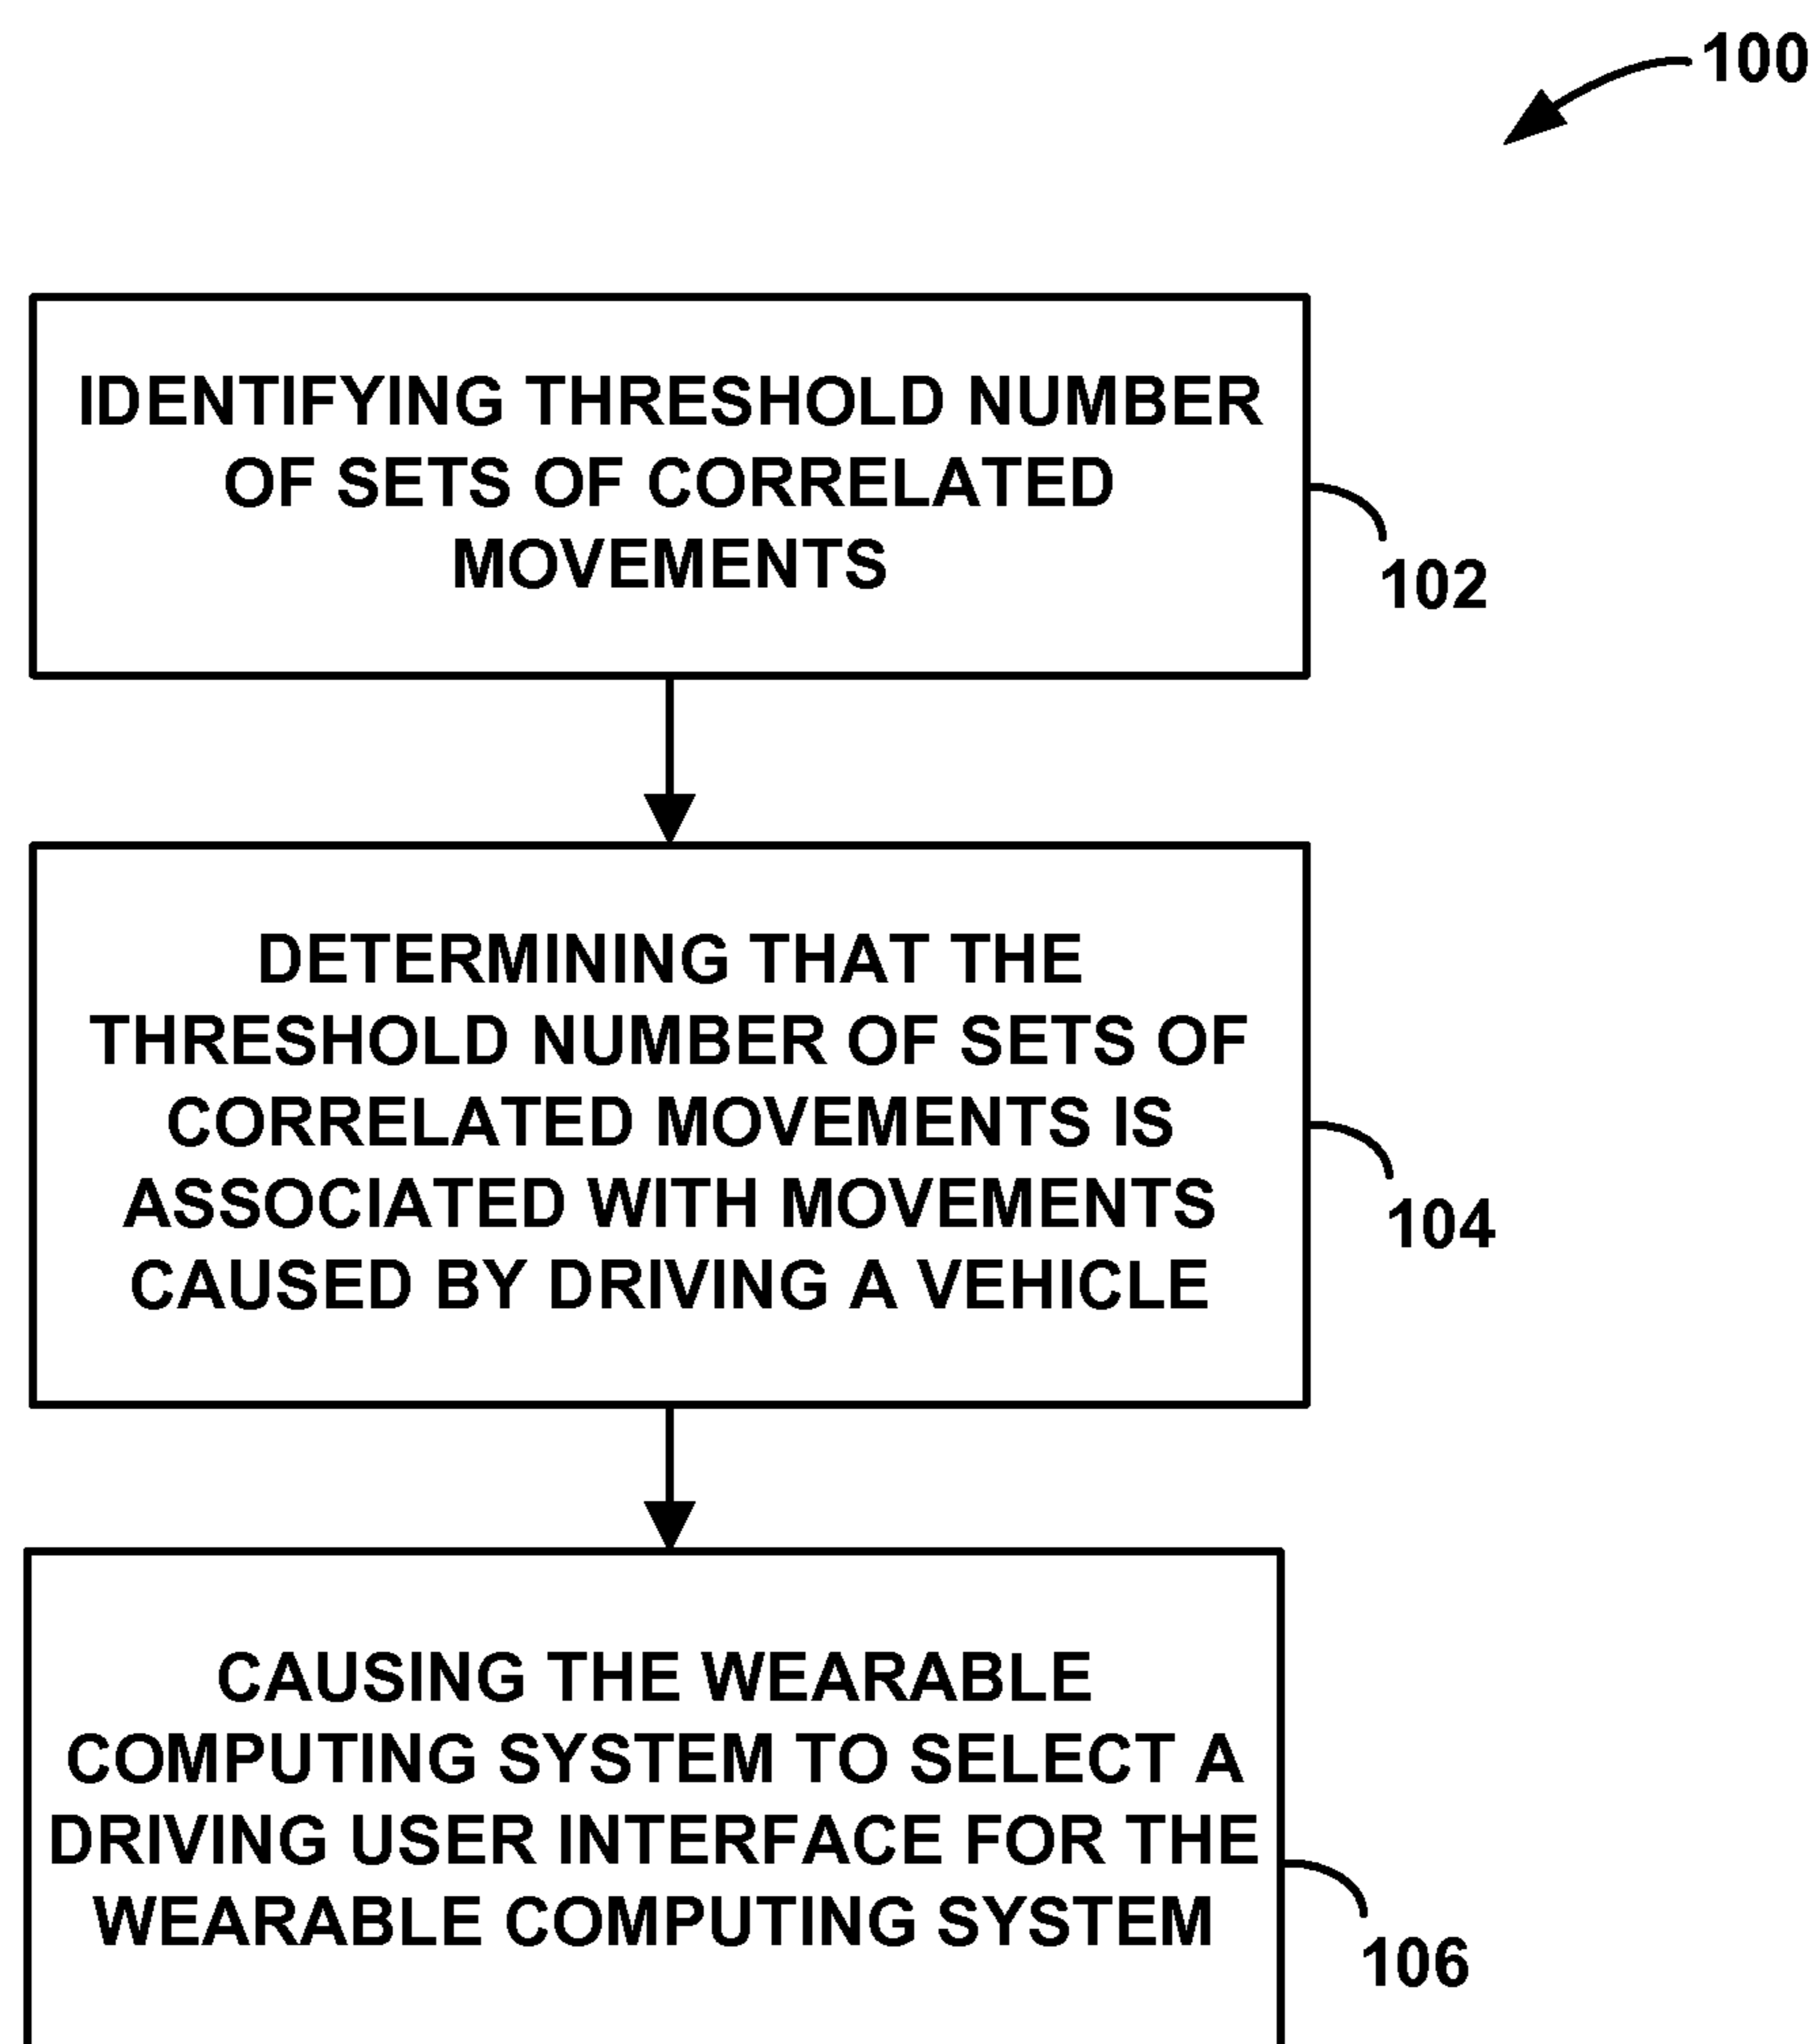 100
IDENTIFYING THRESHOLD NUMBER
OF SETS OF CORRELATED
MOVEMENTS
102
DETERMINING THAT THE
THRESHOLD NUMBER OF SETS OF
CORRELATED MOVEMENTS IS
ASSOCIATED WITH MOVEMENTS
CAUSED BY DRIVING A VEHICLE
104
CAUSING THE WEARABLE
COMPUTING SYSTEM TO SELECT A
DRIVING USER INTERFACE FOR THE
WEARABLE COMPUTING SYSTEM
106